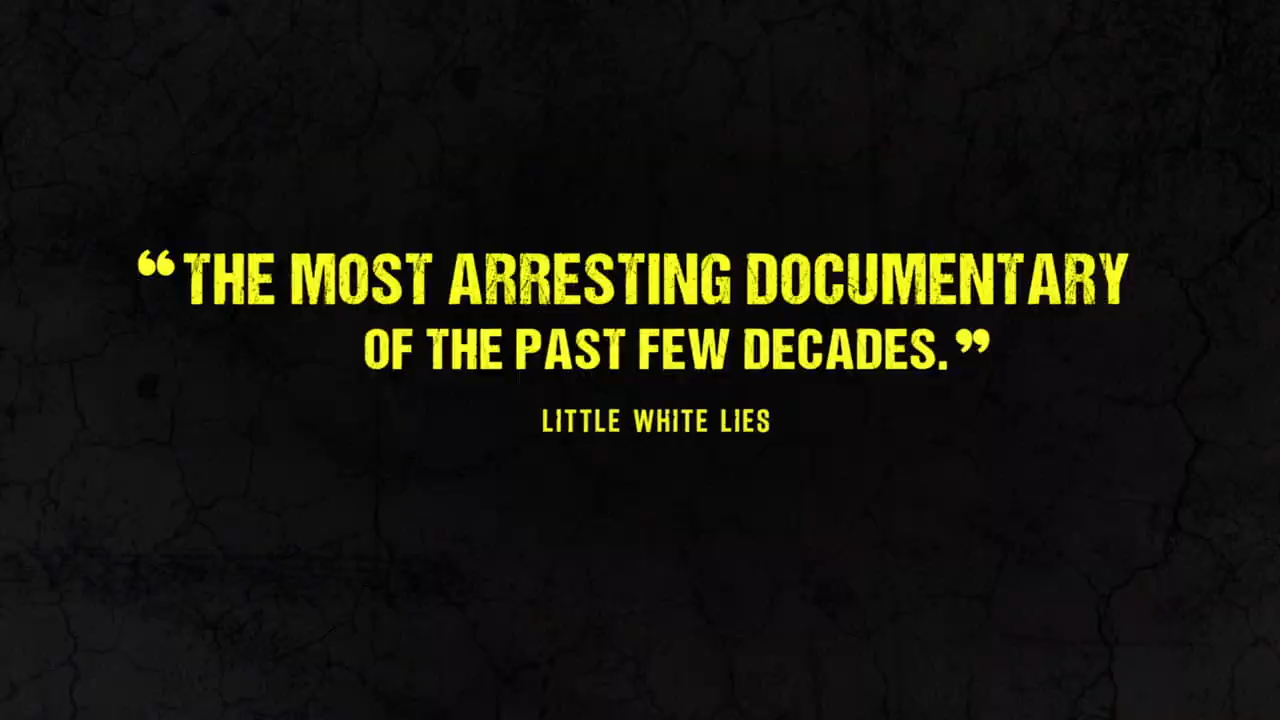 “THE MOST ARRESTING DOCUMENTARY
OF THE PAST FEW DECADES.”
LITTLE WHITE LIES